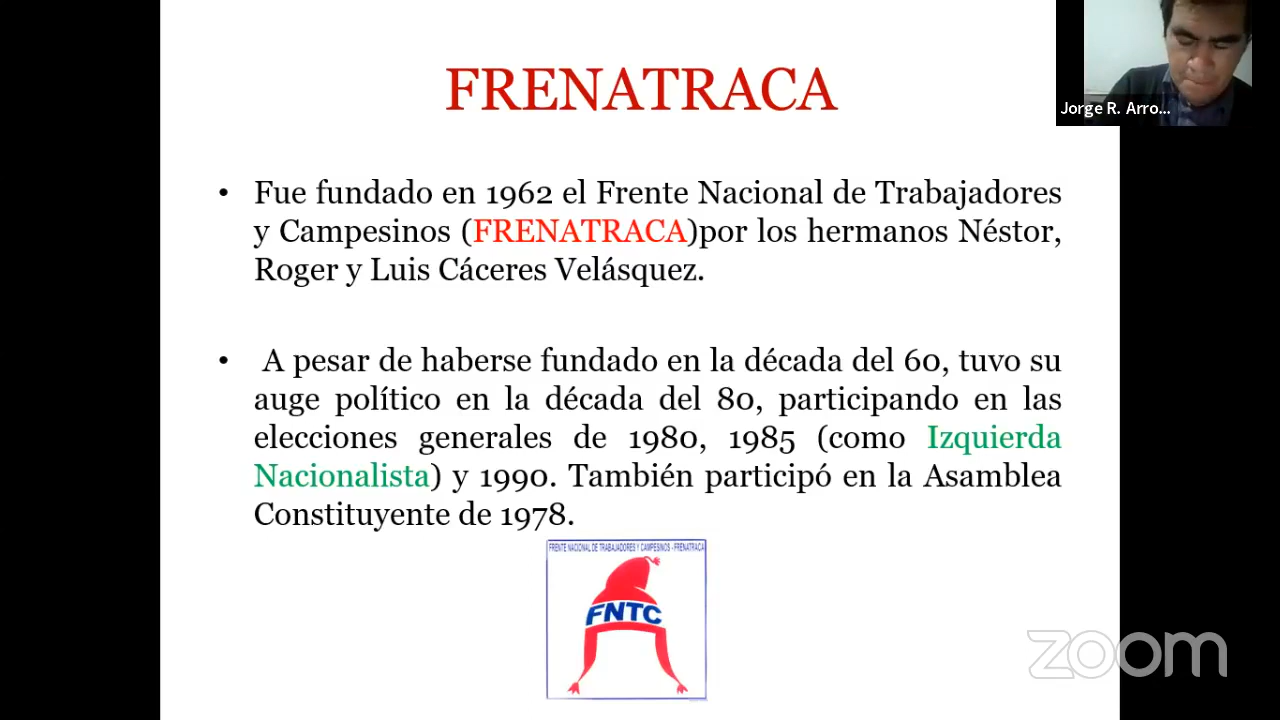 FRENATRACA
Jorge R. Arro...
• Fue fundado en 1962 el Frente Nacional de Trabajadores
y Campesinos (FRENATRACA)por los hermanos Néstor,
Roger y Luis Cáceres Velásquez.
• A pesar de haberse fundado en la década del 60, tuvo su
auge político en la década del 80, participando en las
elecciones generales de 1980, 1985 (como Izquierda
Nacionalista) y 1990. También participó en la Asamblea
Constituyente de 1978.
FRENTE NACIONAL DE TRABAJADORES Y CAMPESINOS - FRENATRACA
FNTC
zoom